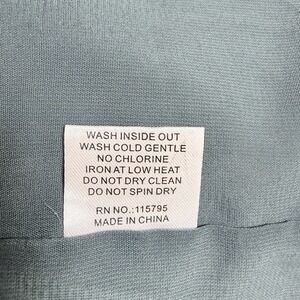 WASH INSIDE OUT
WASH COLD GENTLE
NO CHLORINE
IRON AT LOW HEAT
DO NOT DRY CLEAN
DO NOT SPIN DRY
RN NO.:115795
MADE IN CHINA